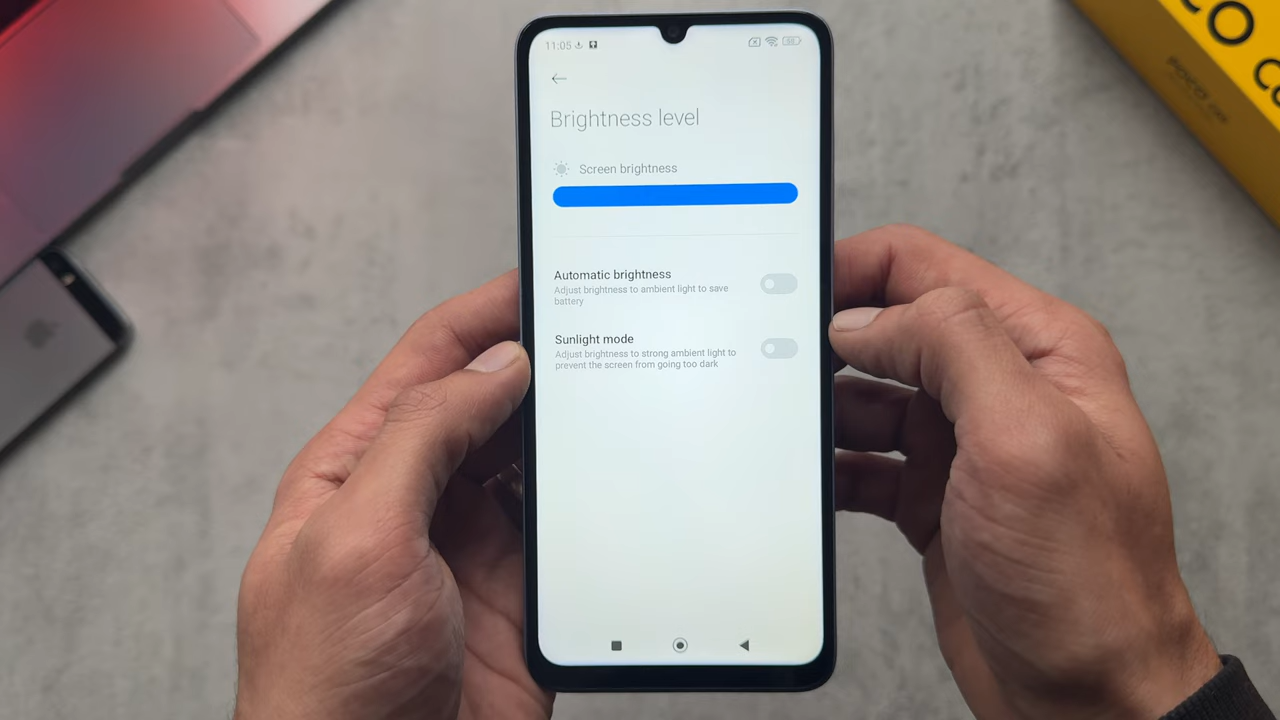 11:05
Brightness level
Screen brightness
Automatic brightness
Adjust brightness to ambient light to save
battery
Sunlight mode
Adjust brightness to strong ambient light to
prevent the screen from going too dark
CO